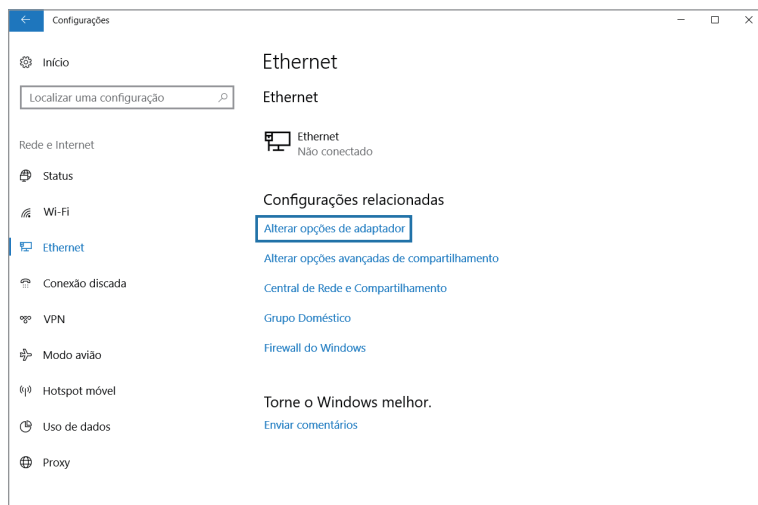 Configurações
Início
Localizar uma configuração
Rede e Internet
Status
Wi-Fi
Ethernet
Conexão discada
VPN
Modo avião
Hotspot móvel
Uso de dados
Proxy
Ethernet
Ethernet
Ethernet
Não conectado
Configurações relacionadas
Alterar opções de adaptador
Alterar opções avançadas de compartilhamento
Central de Rede e Compartilhamento
Grupo Doméstico
Firewall do Windows
Torne o Windows melhor.
Enviar comentários